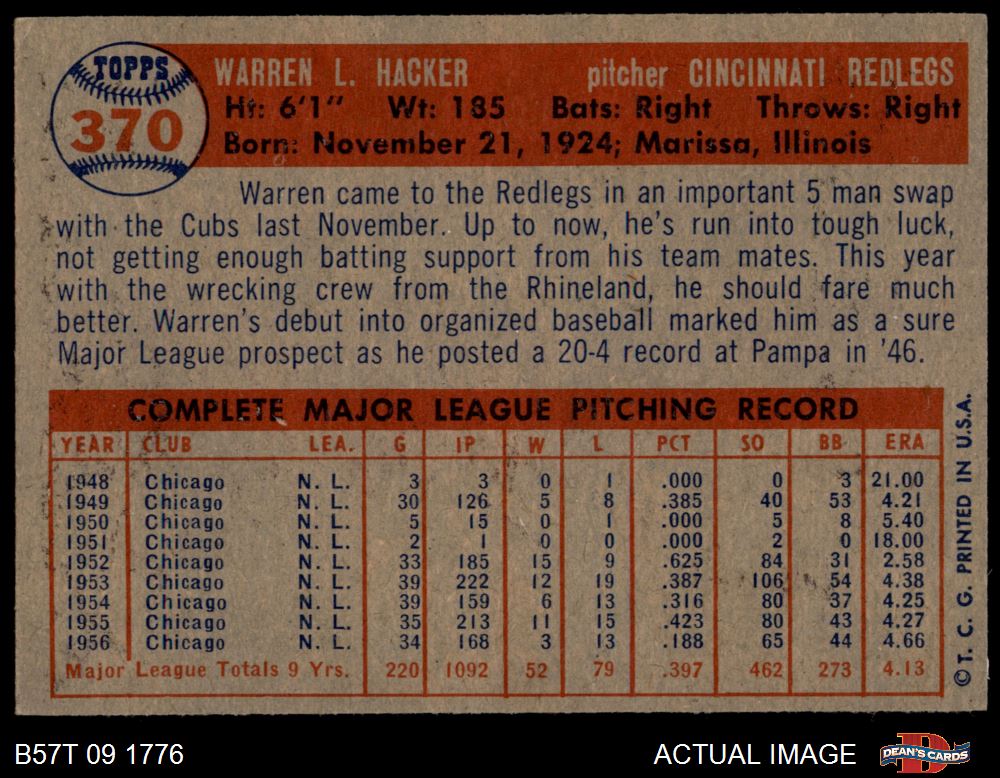 TOPPS
370
WARREN L. HACKER pitcher CINCINNATI REDLEGS
Ht: 6'1" Wt: 185 Bats: Right Throws: Right
Born: November 21, 1924; Marissa, Illinois
Warren came to the Redlegs in an important 5 man swap
with the Cubs last November. Up to now, he's run into tough luck,
not getting enough batting support from his team mates. This year
with the wrecking crew from the Rhineland, he should fare much
better. Warren's debut into organized baseball marked him as a sure
Major League prospect as he posted a 20-4 record at Pampa in '46.
COMPLETE MAJOR LEAGUE PITCHING RECORD
YEAR CLUB LEA. G IP W L PCT SO BB ERA
1948 Chicago N. L. 3 3 0 1 .000 0 3 21.00
1949 Chicago N. L. 30 126 5 8 .385 40 53 4.21
1950 Chicago N. L. 5 15 0 1 .000 5 8 5.40
1951 Chicago N. L. 2 1 0 0 .000 2 0 18.00
1952 Chicago N. L. 33 185 15 9 .625 84 31 2.58
1953 Chicago N. L. 39 222 12 19 .387 106 54 4.38
1954 Chicago N. L. 39 159 6 13 .316 80 37 4.25
1955 Chicago N. L. 35 213 11 15 .423 80 43 4.27
1956 Chicago N. L. 34 168 3 13 .188 65 44 4.66
Major League Totals 9 Yrs. 220 1092 52 79 .397 462 273 4.13
©T. C. G. PRINTED IN U.S.A.
B57T 09 1776 ACTUAL IMAGE DEAN'S CARDS